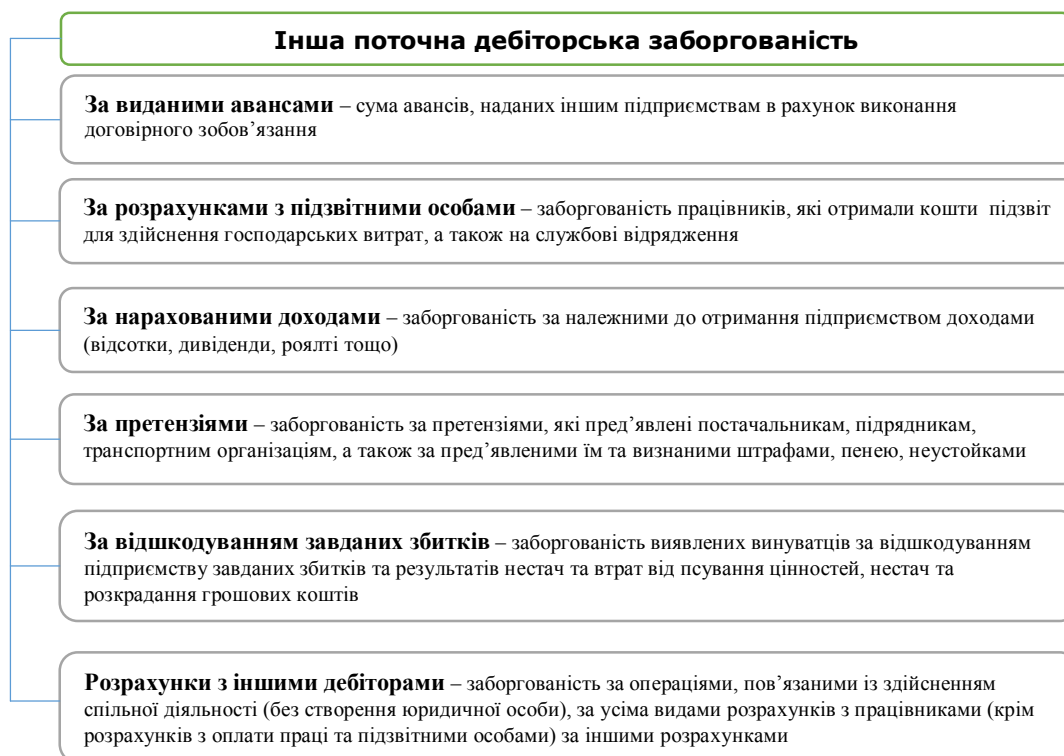 Інша поточна дебіторська заборгованість
За виданими авансами – сума авансів, наданих іншим підприємствам в рахунок виконання
договірного зобов’язання
За розрахунками з підзвітними особами – заборгованість працівників, які отримали кошти підзвіт
для здійснення господарських витрат, а також на службові відрядження
За нарахованими доходами – заборгованість за належними до отримання підприємством доходами
(відсотки, дивіденди, роялті тощо)
За претензіями – заборгованість за претензіями, які пред’явлені постачальникам, підрядникам,
транспортним організаціям, а також за пред’явленими їм та визнаними штрафами, пенею, неустойками
За відшкодуванням завданих збитків – заборгованість виявлених винуватців за відшкодуванням
підприємству завданих збитків та результатів нестач та втрат від псування цінностей, нестач та
розкрадання грошових коштів
Розрахунки з іншими дебіторами – заборгованість за операціями, пов’язаними із здійсненням
спільної діяльності (без створення юридичної особи), за усіма видами розрахунків з працівниками (крім
розрахунків з оплати праці та підзвітними особами) за іншими розрахунками